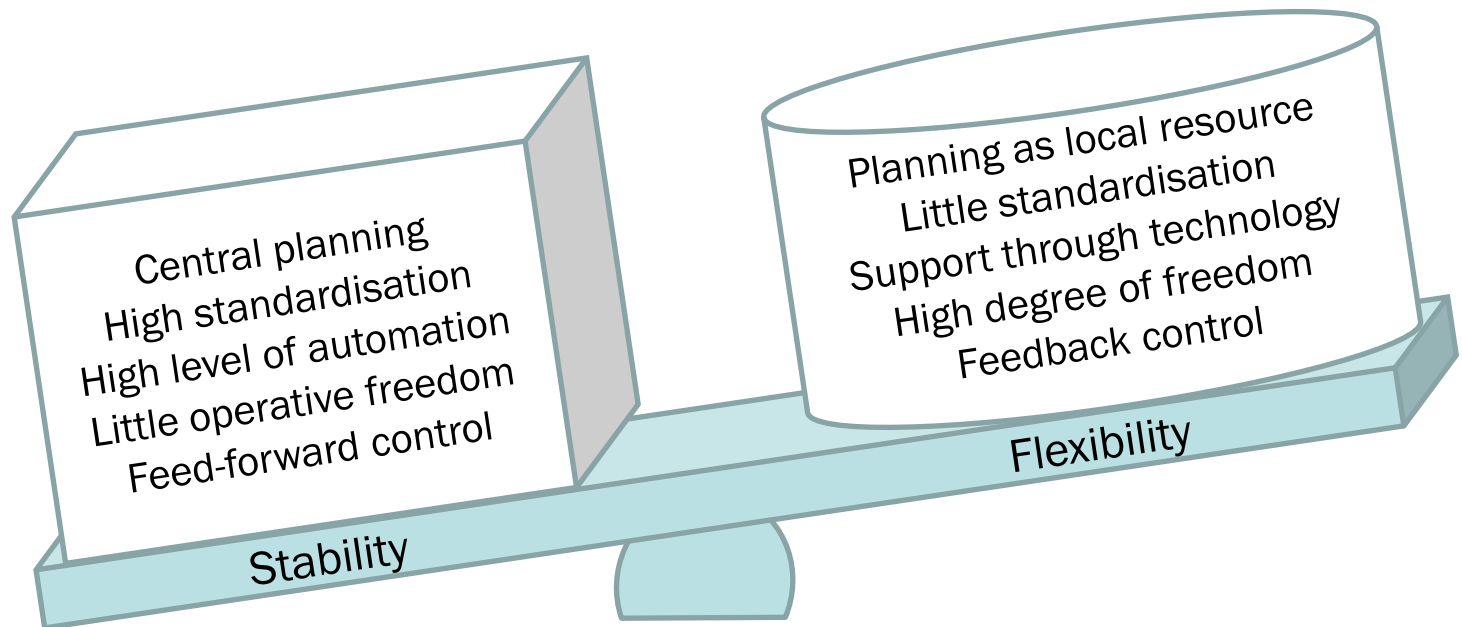 Central planning
High standardisation
High level of automation
Little operative freedom
Feed-forward control
Stability
Planning as local resource
Little standardisation
Support through technology
High degree of freedom
Feedback control
Flexibility